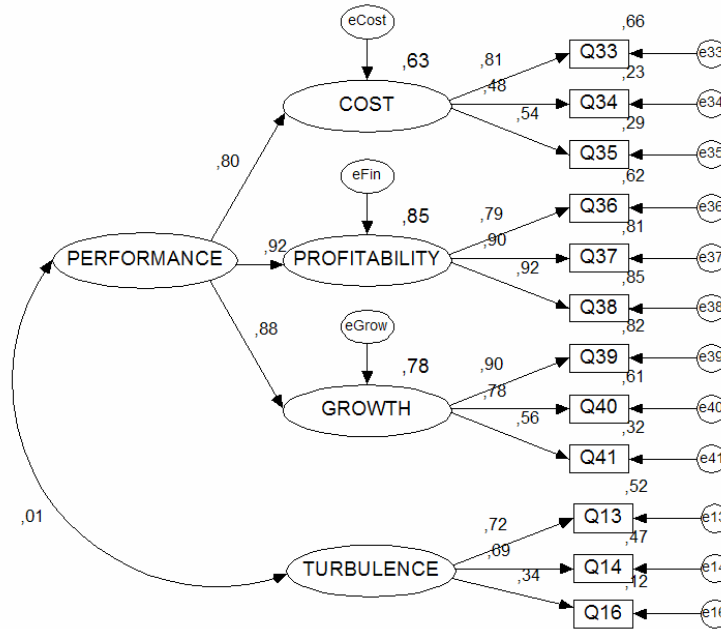 eCost
,66
,63
,81
Q33
e33
,23
COST
,48
Q34
e34
,29
,54
Q35
e35
,80
,62
eFin
,79
Q36
e36
,85
,81
PERFORMANCE
,92
PROFITABILITY
,90
Q37
e37
,85
,92
Q38
e38
,88
,82
eGrow
,90
Q39
e39
,78
,61
GROWTH
,78
Q40
e40
,32
,56
Q41
e41
,52
,01
,72
Q13
e13
,47
TURBULENCE
,69
Q14
e14
,12
,34
Q16
e16